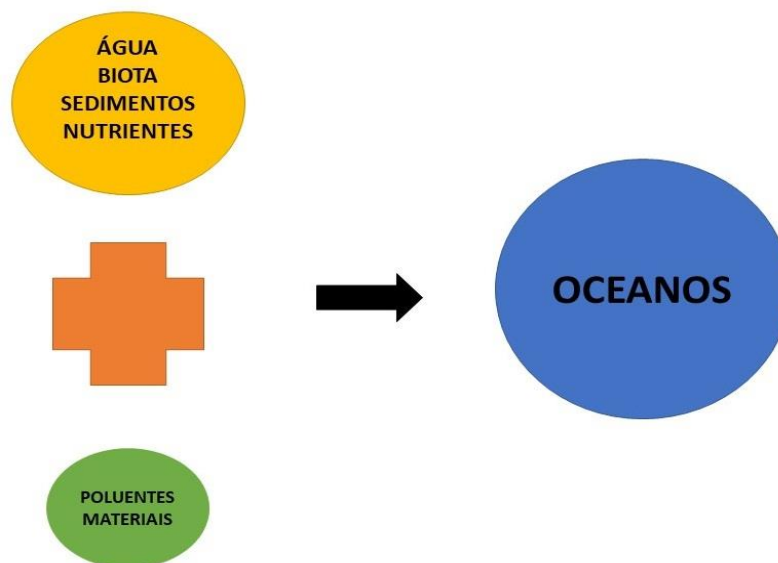 ÁGUA
BIOTA
SEDIMENTOS
NUTRIENTES
OCEANOS
POLUENTES
MATERIAIS